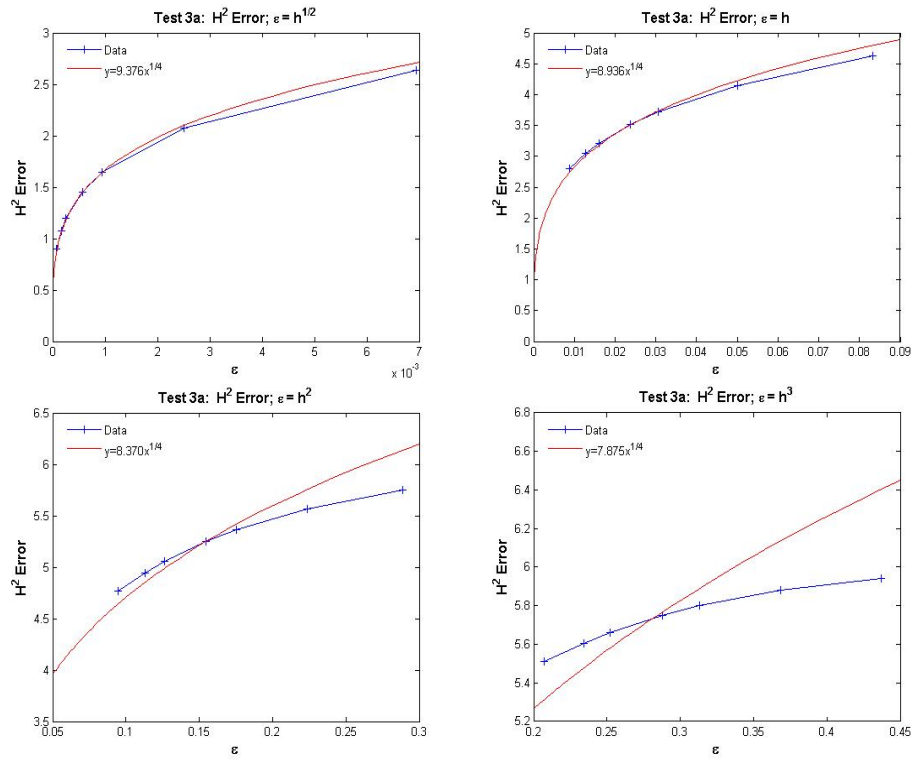 Test 3a: H² Error; ε = h^{1/2}
3
2.5
2
1.5
1
0.5
0
H² Error
Data
y=9.376x^{1/4}
0 1 2 3 4 5 6 7
x 10⁻³
ε
Test 3a: H² Error; ε = h
5
4.5
4
3.5
3
2.5
2
1.5
1
0.5
0
H² Error
Data
y=8.936x^{1/4}
0 0.01 0.02 0.03 0.04 0.05 0.06 0.07 0.08 0.09
ε
Test 3a: H² Error; ε = h²
6.5
6
5.5
5
4.5
4
3.5
H² Error
Data
y=8.370x^{1/4}
0.05 0.1 0.15 0.2 0.25 0.3
ε
Test 3a: H² Error; ε = h³
6.8
6.6
6.4
6.2
6
5.8
5.6
5.4
5.2
H² Error
Data
y=7.875x^{1/4}
0.2 0.25 0.3 0.35 0.4 0.45
ε